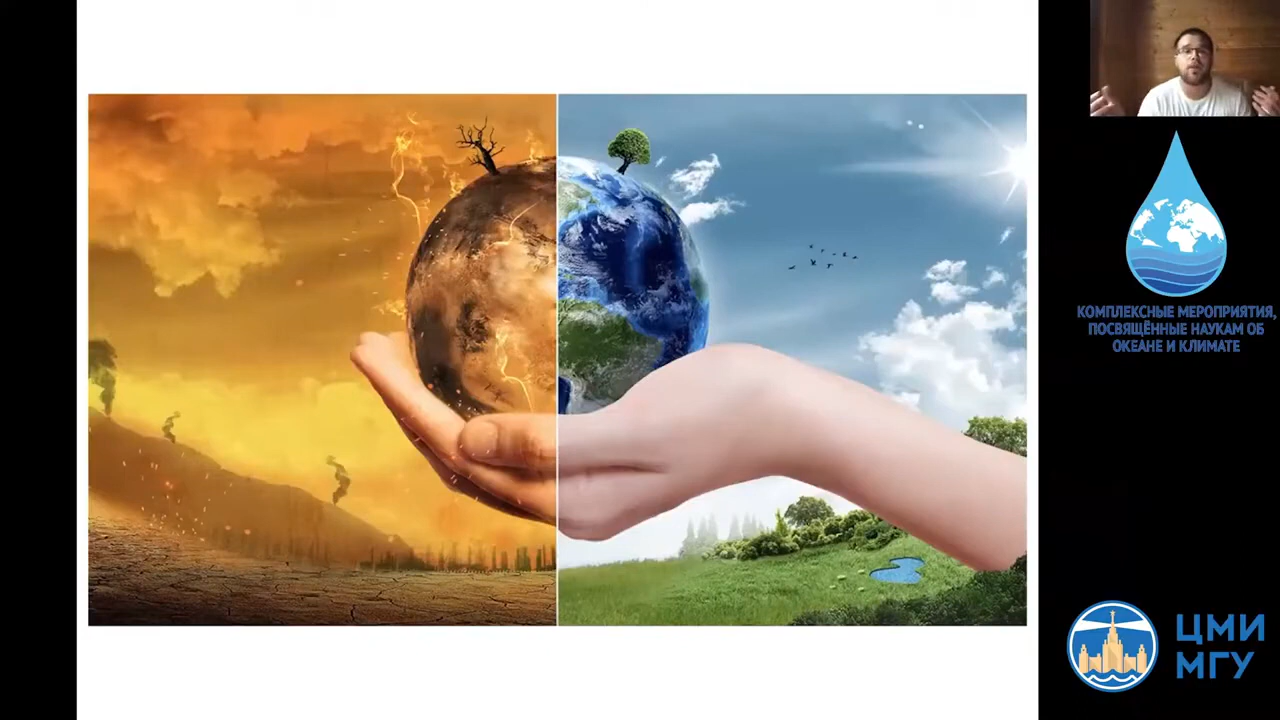 КОМПЛЕКСНЫЕ МЕРОПРИЯТИЯ,
ПОСВЯЩЁННЫЕ НАУКАМ ОБ
ОКЕАНЕ И КЛИМАТЕ
ЦМИ
МГУ